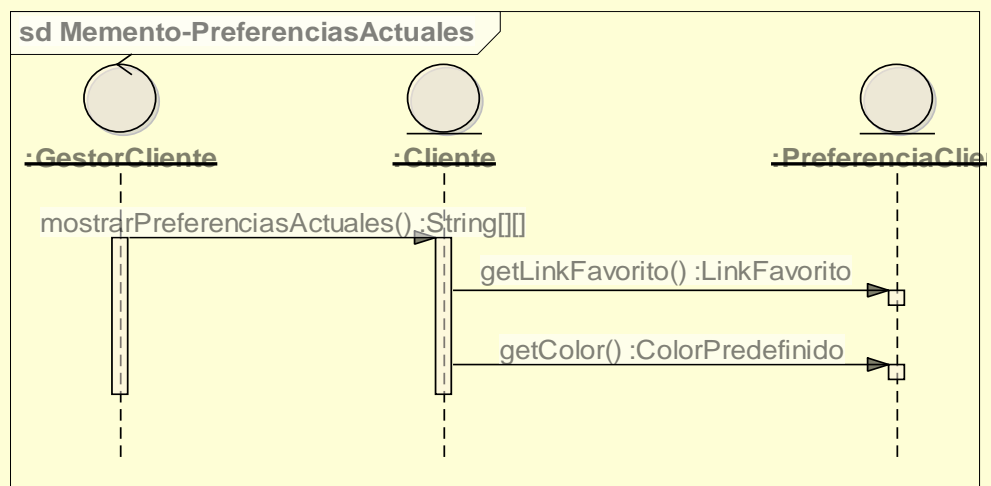 sd Memento-PreferenciasActuales
:GestorCliente
:Cliente
:PreferenciaClie
mostrarPreferenciasActuales() :String[][]
getLinkFavorito() :LinkFavorito
getColor() :ColorPredefinido